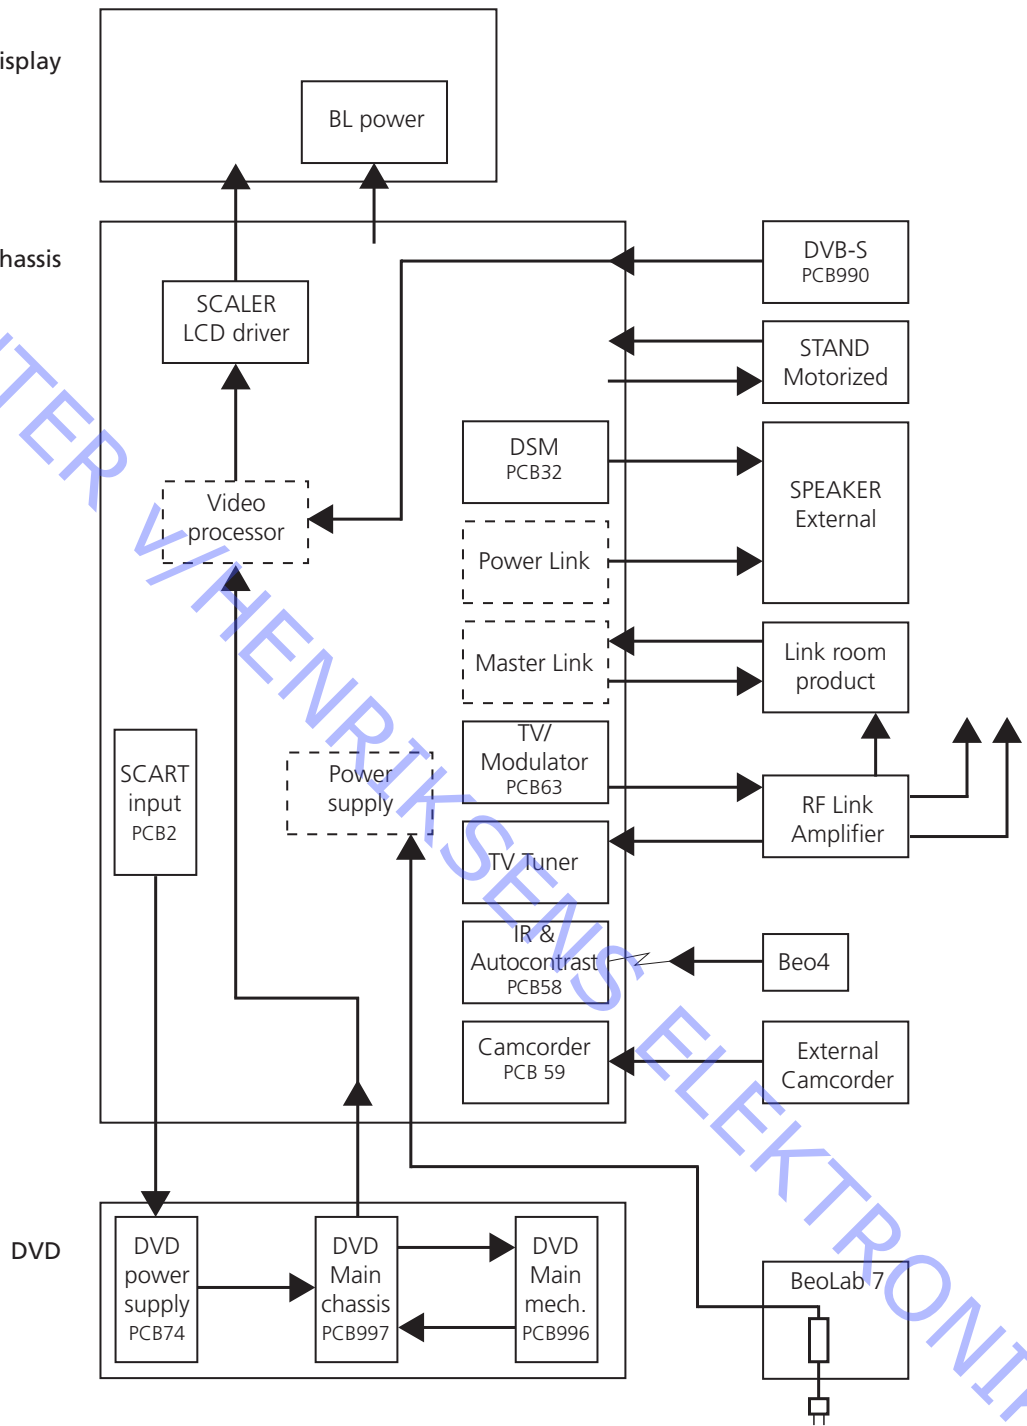 isplay
BL power
hassis
SCALER
LCD driver
DVB-S
PCB990
STAND
Motorized
DSM
PCB32
SPEAKER
External
Video
processor
Power Link
Master Link
Link room
product
SCART
input
PCB2
Power
supply
TV/
Modulator
PCB63
RF Link
Amplifier
TV Tuner
IR &
Autocontrast
PCB58
Beo4
Camcorder
PCB 59
External
Camcorder
DVD
DVD
power
supply
PCB74
DVD
Main
chassis
PCB997
DVD
Main
mech.
PCB996
BeoLab 7
NTER v/HENRIKSENS ELEKTRONIK